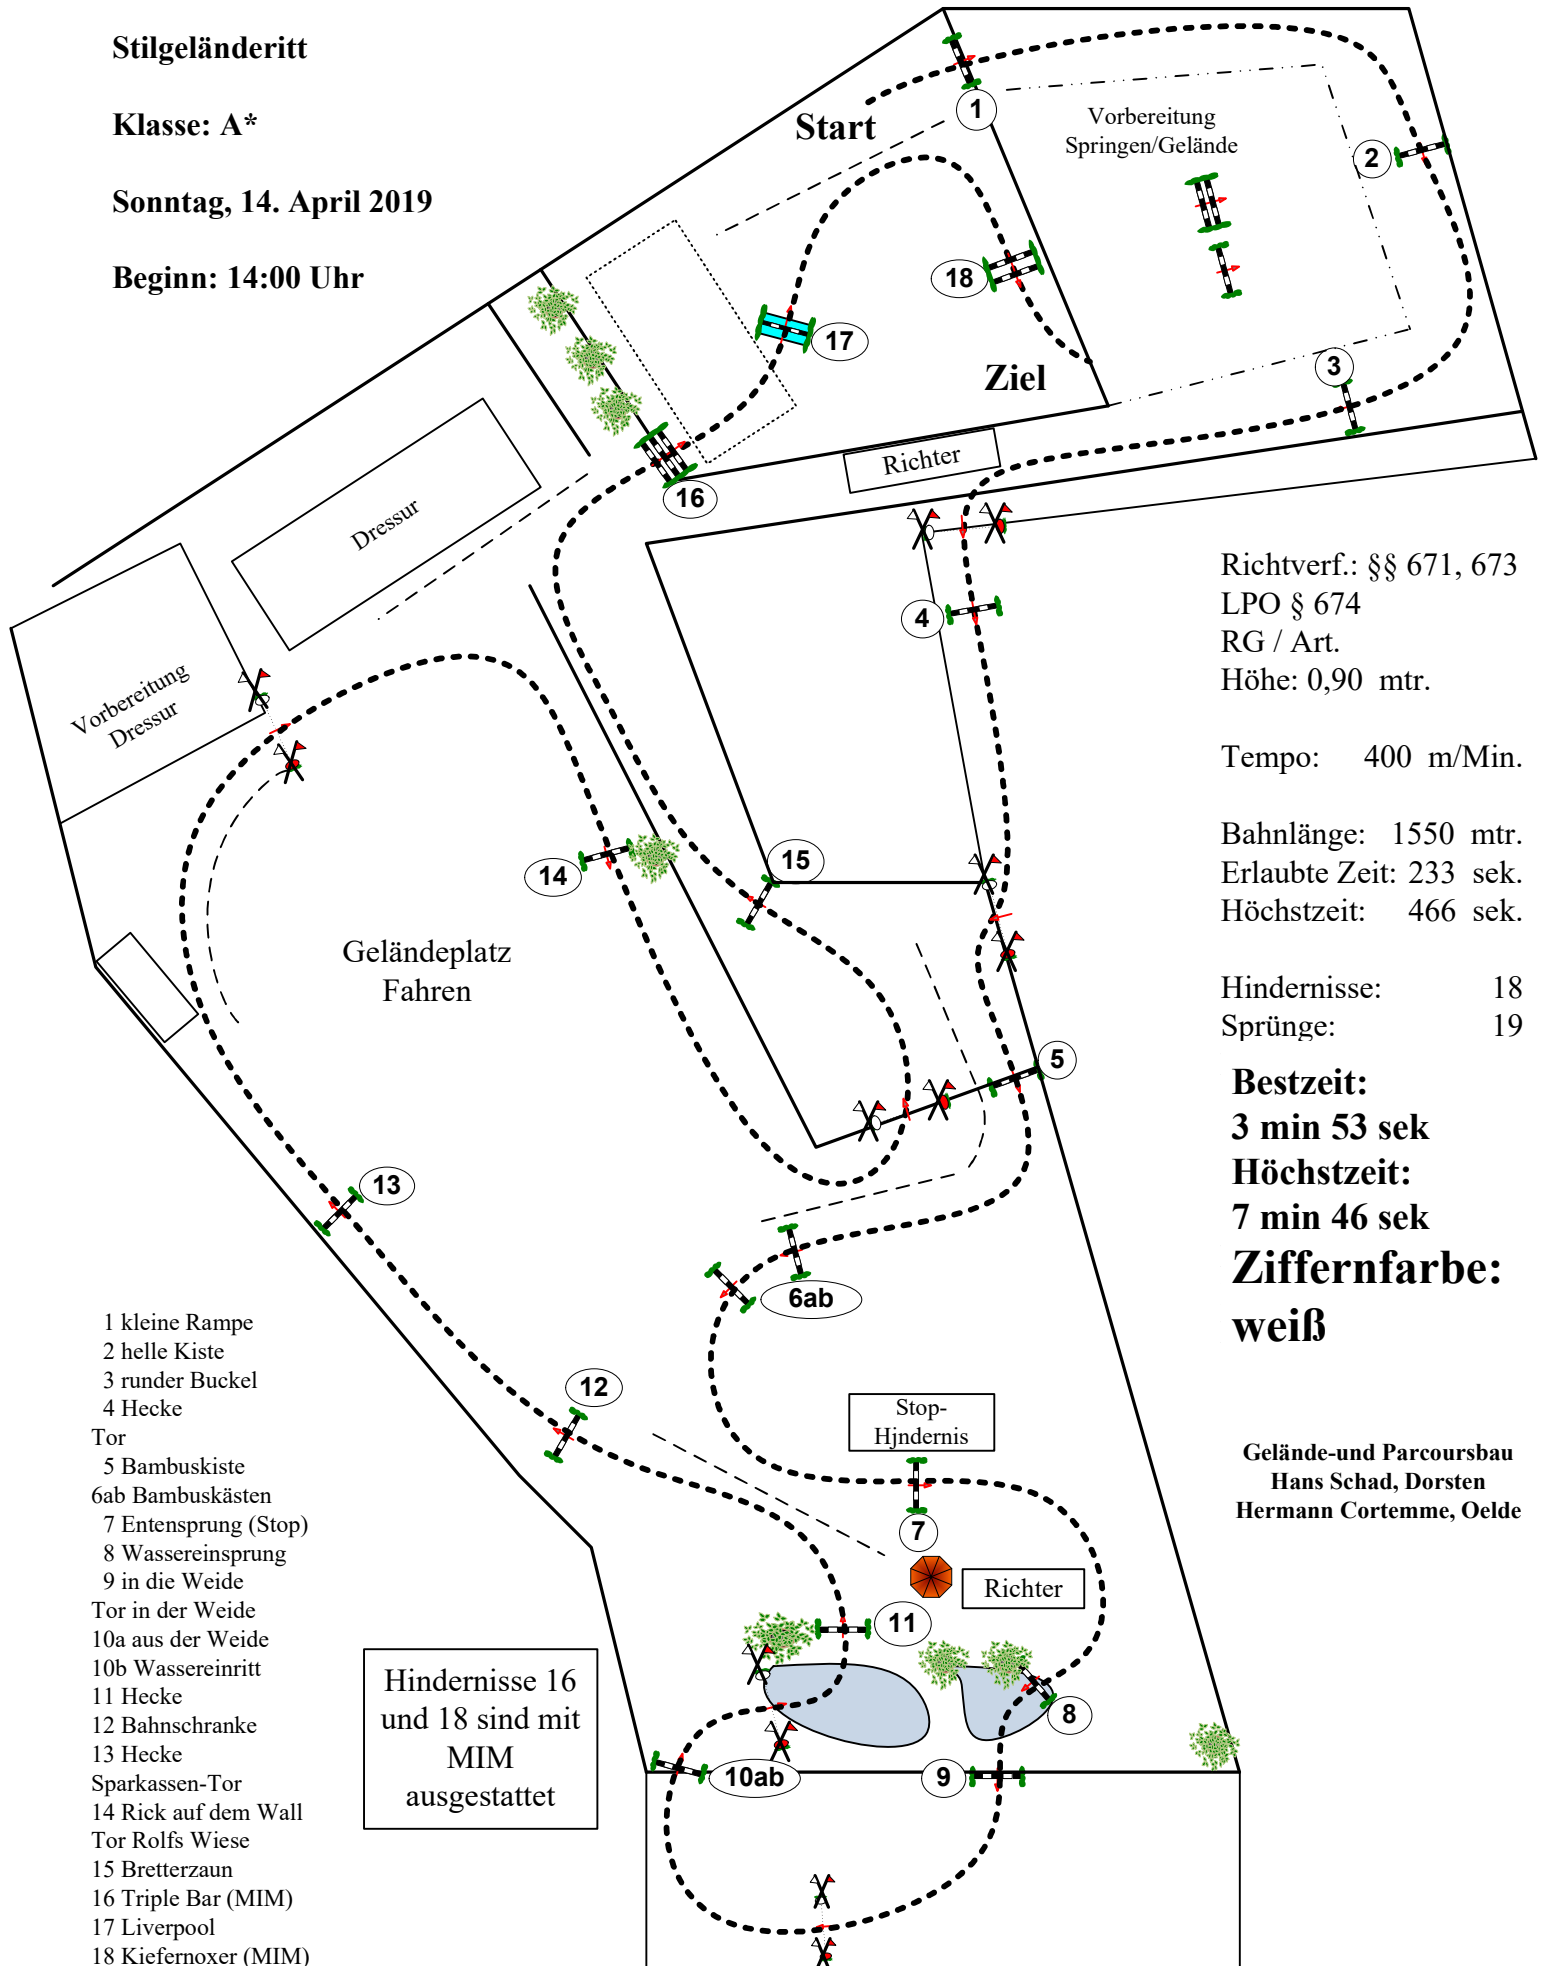 Stilgeländeritt
Klasse: A*
Sonntag, 14. April 2019
Beginn: 14:00 Uhr
Start
1
Vorbereitung
Springen/Gelände
2
18
17
Ziel
3
Richter
16
Dressur
4
Vorbereitung
Dressur
15
14
Geländeplatz
Fahren
5
13
6ab
12
Stop-
Hjndernis
7
Richter
11
8
10ab
9
Richtverf.: §§ 671, 673
LPO § 674
RG / Art.
Höhe: 0,90 mtr.
Tempo: 400 m/Min.
Bahnlänge: 1550 mtr.
Erlaubte Zeit: 233 sek.
Höchstzeit: 466 sek.
Hindernisse: 18
Sprünge: 19
Bestzeit:
3 min 53 sek
Höchstzeit:
7 min 46 sek
Ziffernfarbe:
weiß
Gelände-und Parcoursbau
Hans Schad, Dorsten
Hermann Cortemme, Oelde
1 kleine Rampe
2 helle Kiste
3 runder Buckel
4 Hecke
Tor
5 Bambuskiste
6ab Bambuskästen
7 Entensprung (Stop)
8 Wassereinsprung
9 in die Weide
Tor in der Weide
10a aus der Weide
10b Wassereinritt
11 Hecke
12 Bahnschranke
13 Hecke
Sparkassen-Tor
14 Rick auf dem Wall
Tor Rolfs Wiese
15 Bretterzaun
16 Triple Bar (MIM)
17 Liverpool
18 Kiefernoxer (MIM)
Hindernisse 16
und 18 sind mit
MIM
ausgestattet